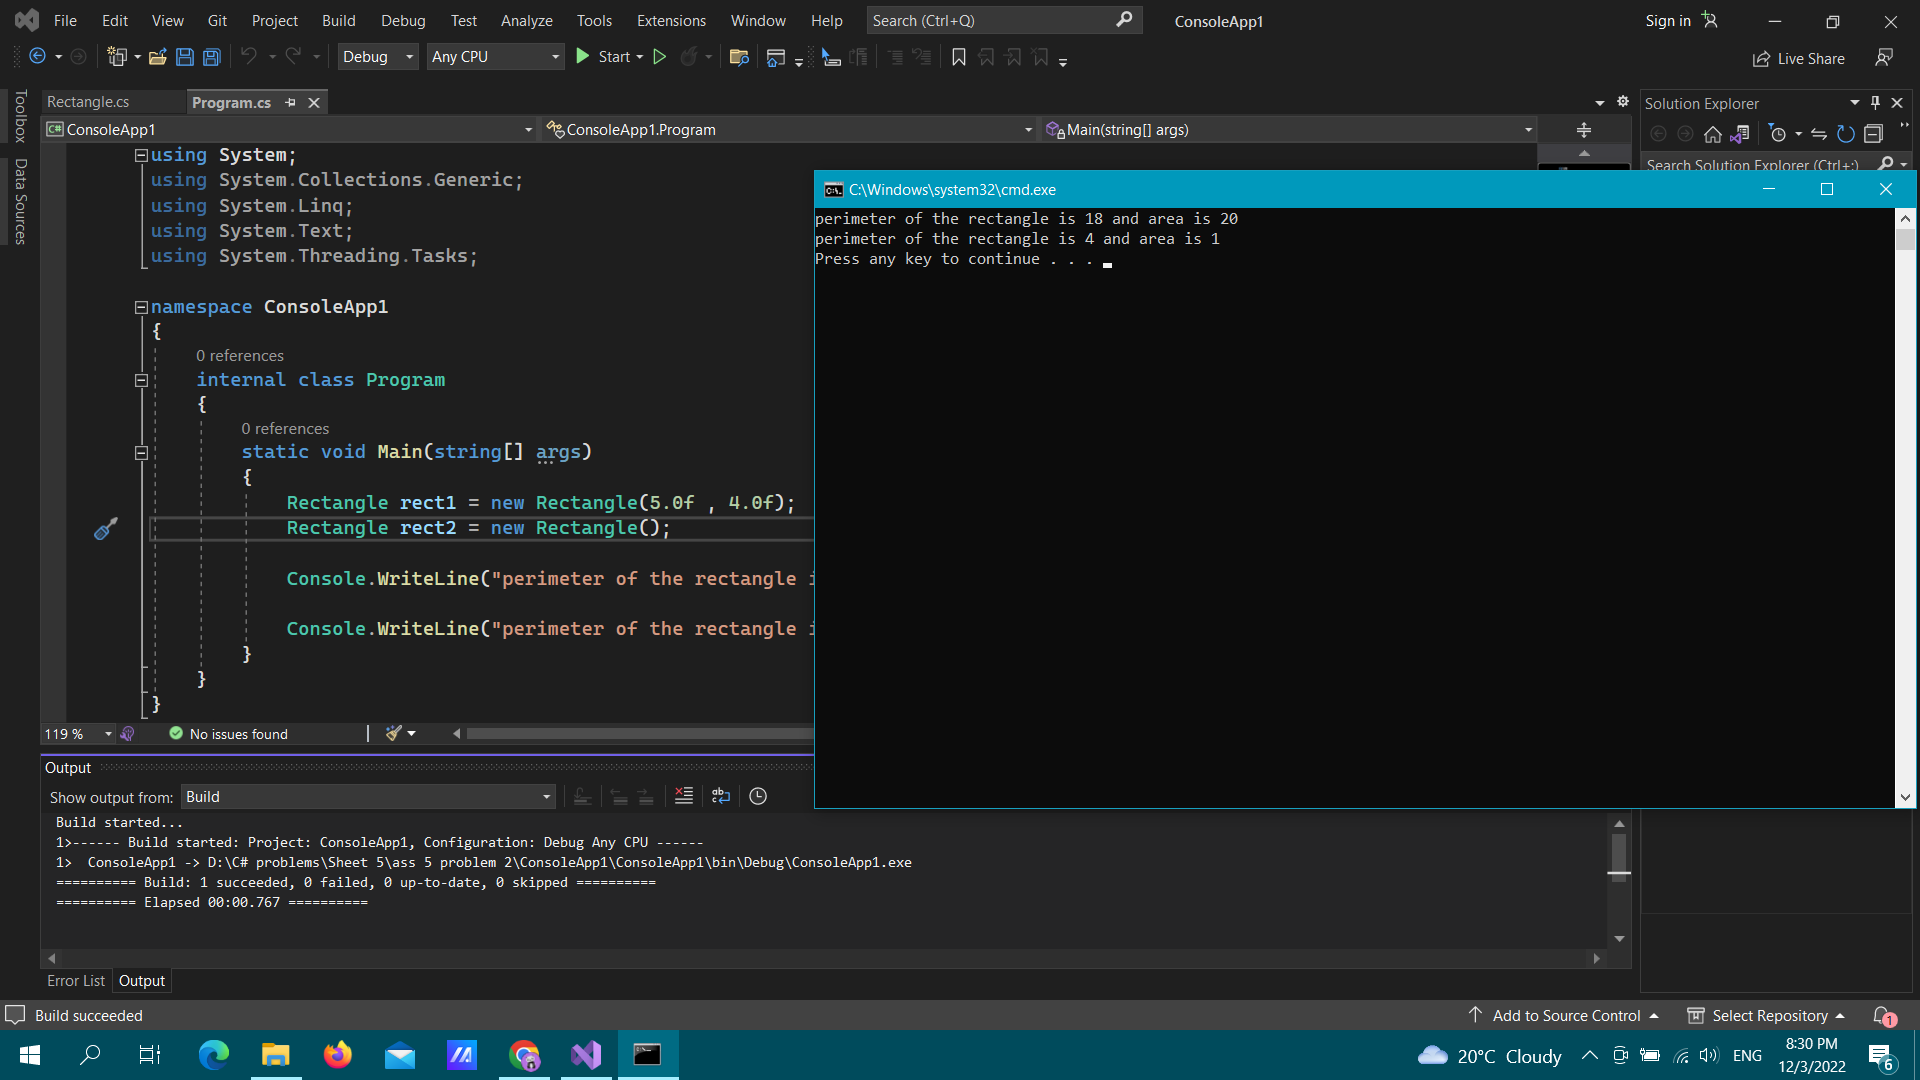 File Edit View Git Project Build Debug Test Analyze Tools Extensions Window Help Search (Ctrl+Q) ConsoleApp1 Sign in
Debug Any CPU Start Live Share
Toolbox
Data Sources
Rectangle.cs Program.cs
ConsoleApp1 ConsoleApp1.Program Main(string[] args)
using System;
using System.Collections.Generic;
using System.Linq;
using System.Text;
using System.Threading.Tasks;
namespace ConsoleApp1
{
0 references
internal class Program
{
0 references
static void Main(string[] args)
{
Rectangle rect1 = new Rectangle(5.0f , 4.0f);
Rectangle rect2 = new Rectangle();
Console.WriteLine("perimeter of the rectangle i
Console.WriteLine("perimeter of the rectangle i
}
}
}
119 % No issues found
Solution Explorer
Search Solution Explorer (Ctrl+;)
C:\Windows\system32\cmd.exe
perimeter of the rectangle is 18 and area is 20
perimeter of the rectangle is 4 and area is 1
Press any key to continue . . .
Output
Show output from: Build
Build started...
1>------ Build started: Project: ConsoleApp1, Configuration: Debug Any CPU ------
1>  ConsoleApp1 -> D:\C# problems\Sheet 5\ass 5 problem 2\ConsoleApp1\ConsoleApp1\bin\Debug\ConsoleApp1.exe
========== Build: 1 succeeded, 0 failed, 0 up-to-date, 0 skipped ==========
========== Elapsed 00:00.767 ==========
Error List Output
Build succeeded Add to Source Control Select Repository 1
20°C Cloudy ENG 8:30 PM
12/3/2022 6